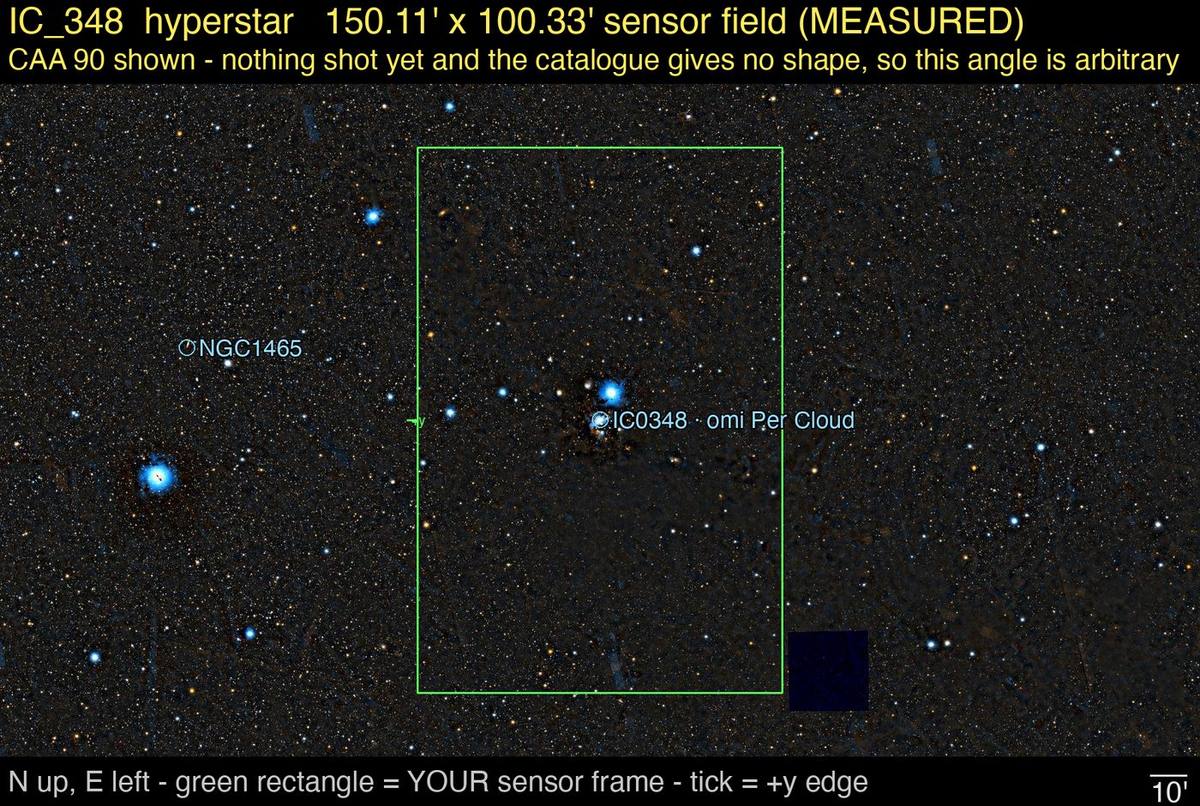 IC_348 hyperstar 150.11' x 100.33' sensor field (MEASURED)
CAA 90 shown - nothing shot yet and the catalogue gives no shape, so this angle is arbitrary
NGC1465
+y
IC0348 · omi Per Cloud
N up, E left - green rectangle = YOUR sensor frame - tick = +y edge
10'